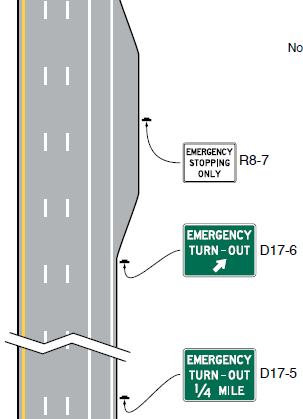 No
EMERGENCY
STOPPING
ONLY
R8-7
EMERGENCY
TURN-OUT
D17-6
EMERGENCY
TURN-OUT
1/4 MILE
D17-5